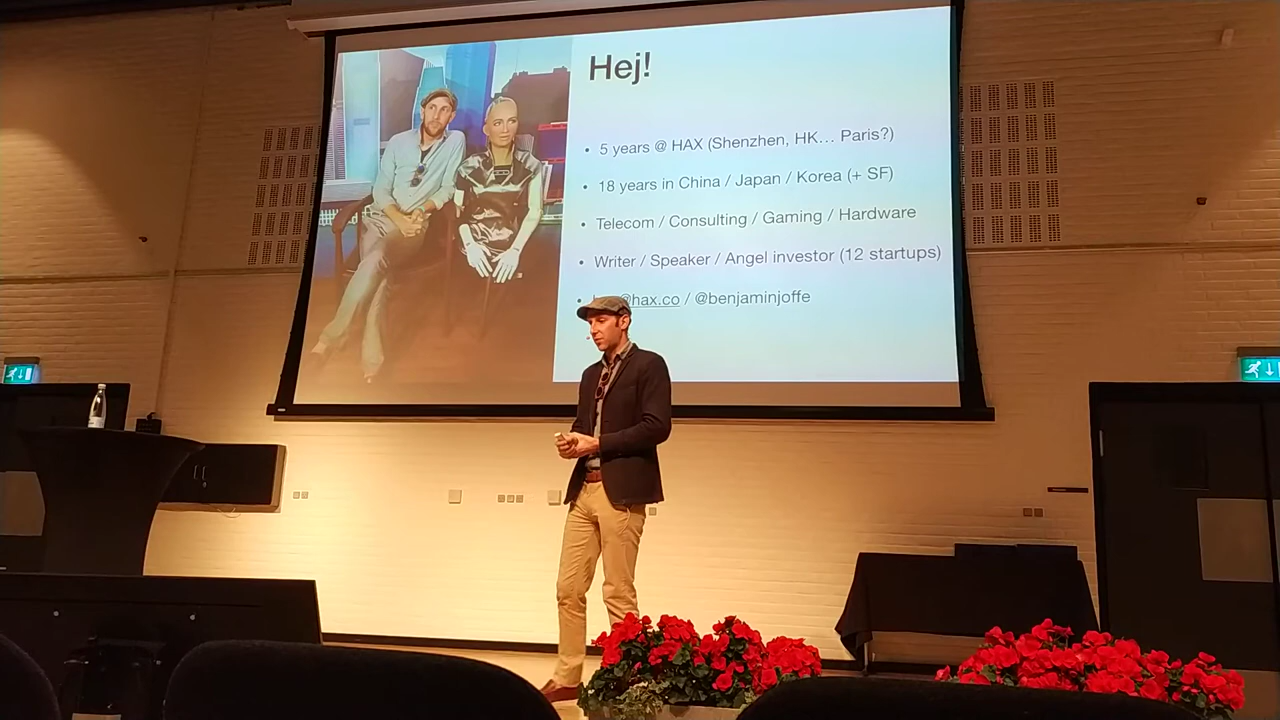 Hej!
• 5 years @ HAX (Shenzhen, HK... Paris?)
• 18 years in China / Japan / Korea (+ SF)
• Telecom / Consulting / Gaming / Hardware
• Writer / Speaker / Angel investor (12 startups)
• @hax.co / @benjaminjoffe